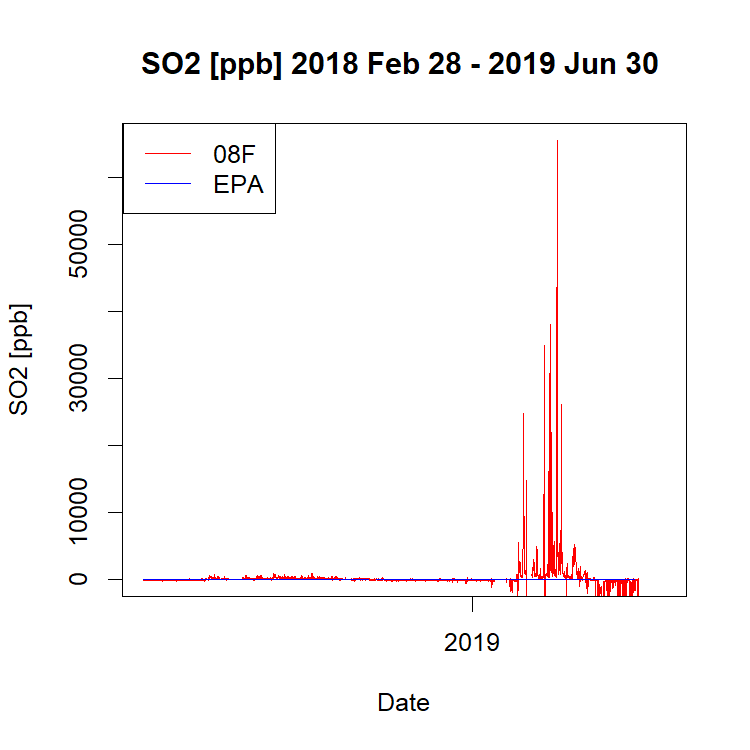 SO2 [ppb] 2018 Feb 28 - 2019 Jun 30
08F
EPA
50000
30000
10000
0
SO2 [ppb]
2019
Date